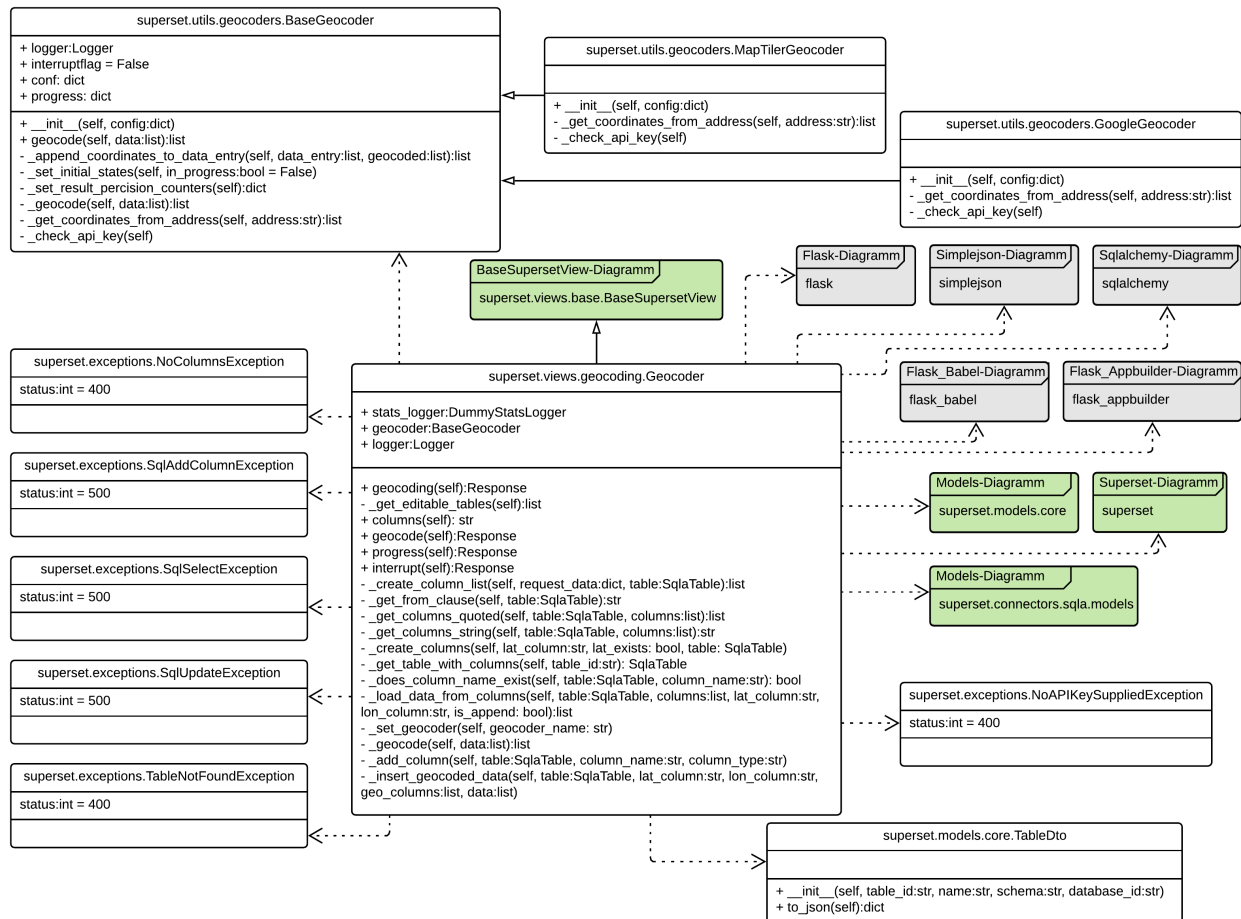 superset.utils.geocoders.BaseGeocoder
+ logger:Logger
+ interruptflag = False
+ conf: dict
+ progress: dict
+ __init__(self, config:dict)
+ geocode(self, data:list):list
- _append_coordinates_to_data_entry(self, data_entry:list, geocoded:list):list
- _set_initial_states(self, in_progress:bool = False)
- _set_result_percision_counters(self):dict
- _geocode(self, data:list):list
- _get_coordinates_from_address(self, address:str):list
- _check_api_key(self)
superset.utils.geocoders.MapTilerGeocoder
+ __init__(self, config:dict)
- _get_coordinates_from_address(self, address:str):list
- _check_api_key(self)
superset.utils.geocoders.GoogleGeocoder
+ __init__(self, config:dict)
- _get_coordinates_from_address(self, address:str):list
- _check_api_key(self)
BaseSupersetView-Diagramm
superset.views.base.BaseSupersetView
Flask-Diagramm
flask
Simplejson-Diagramm
simplejson
Sqlalchemy-Diagramm
sqlalchemy
Flask_Babel-Diagramm
flask_babel
Flask_Appbuilder-Diagramm
flask_appbuilder
superset.exceptions.NoColumnsException
status:int = 400
superset.exceptions.SqlAddColumnException
status:int = 500
superset.exceptions.SqlSelectException
status:int = 500
superset.exceptions.SqlUpdateException
status:int = 500
superset.exceptions.TableNotFoundException
status:int = 400
superset.views.geocoding.Geocoder
+ stats_logger:DummyStatsLogger
+ geocoder:BaseGeocoder
+ logger:Logger
+ geocoding(self):Response
- _get_editable_tables(self):list
+ columns(self): str
+ geocode(self):Response
+ progress(self):Response
+ interrupt(self):Response
- _create_column_list(self, request_data:dict, table:SqlaTable):list
- _get_from_clause(self, table:SqlaTable):str
- _get_columns_quoted(self, table:SqlaTable, columns:list):list
- _get_columns_string(self, table:SqlaTable, columns:list):str
- _create_columns(self, lat_column:str, lat_exists: bool, table: SqlaTable)
- _get_table_with_columns(self, table_id:str): SqlaTable
- _does_column_name_exist(self, table:SqlaTable, column_name:str): bool
- _load_data_from_columns(self, table:SqlaTable, columns:list, lat_column:str,
lon_column:str, is_append: bool):list
- _set_geocoder(self, geocoder_name: str)
- _geocode(self, data:list):list
- _add_column(self, table:SqlaTable, column_name:str, column_type:str)
- _insert_geocoded_data(self, table:SqlaTable, lat_column:str, lon_column:str,
geo_columns:list, data:list)
Models-Diagramm
superset.models.core
Superset-Diagramm
superset
Models-Diagramm
superset.connectors.sqla.models
superset.exceptions.NoAPIKeySuppliedException
status:int = 400
superset.models.core.TableDto
+ __init__(self, table_id:str, name:str, schema:str, database_id:str)
+ to_json(self):dict